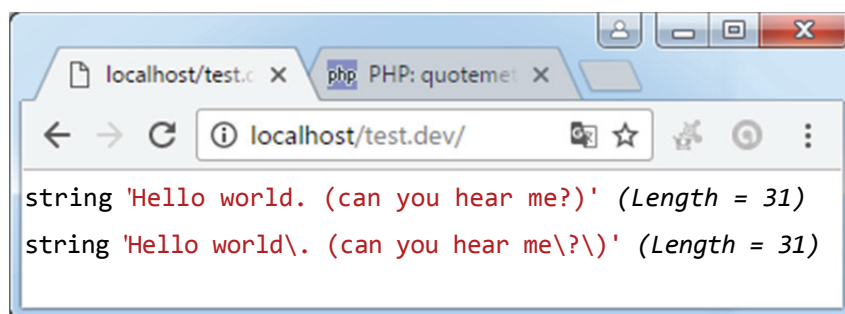 localhost/test.c
php PHP: quotemet
localhost/test.dev/
string 'Hello world. (can you hear me?)' (Length = 31)
string 'Hello world\. (can you hear me\?\)' (Length = 31)